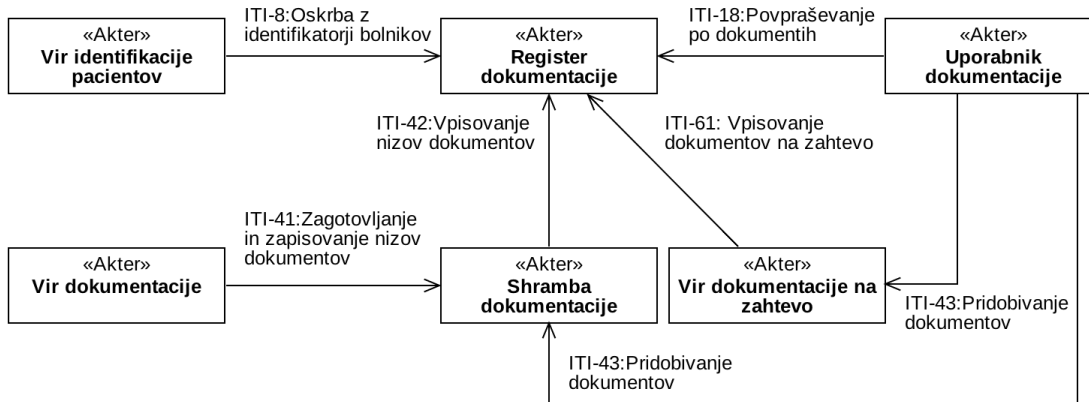 ITI-8:Oskrba z
identifikatorji bolnikov
ITI-18:Povpraševanje
po dokumentih
«Akter»
Vir identifikacije
pacientov
«Akter»
Register
dokumentacije
«Akter»
Uporabnik
dokumentacije
ITI-42:Vpisovanje
nizov dokumentov
ITI-61: Vpisovanje
dokumentov na zahtevo
ITI-41:Zagotovljanje
in zapisovanje nizov
dokumentov
«Akter»
Vir dokumentacije
«Akter»
Shramba
dokumentacije
«Akter»
Vir dokumentacije na
zahtevo
ITI-43:Pridobivanje
dokumentov
ITI-43:Pridobivanje
dokumentov